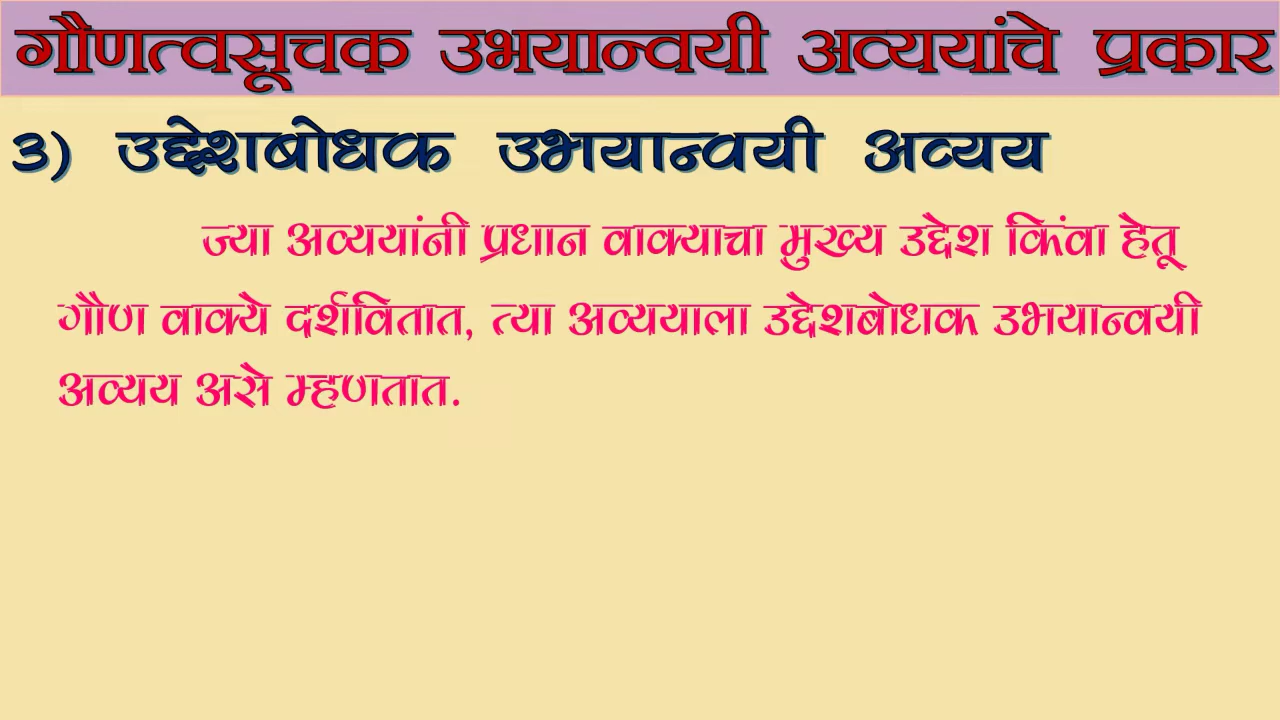 गौणत्वसूचक उभयान्वयी अव्ययांचे प्रकार
३) उद्देशबोधक उभयान्वयी अव्यय
ज्या अव्ययांनी प्रधान वाक्याचा मुख्य उद्देश किंवा हेतू
गौण वाक्ये दर्शवितात, त्या अव्ययाला उद्देशबोधक उभयान्वयी
अव्यय असे म्हणतात.